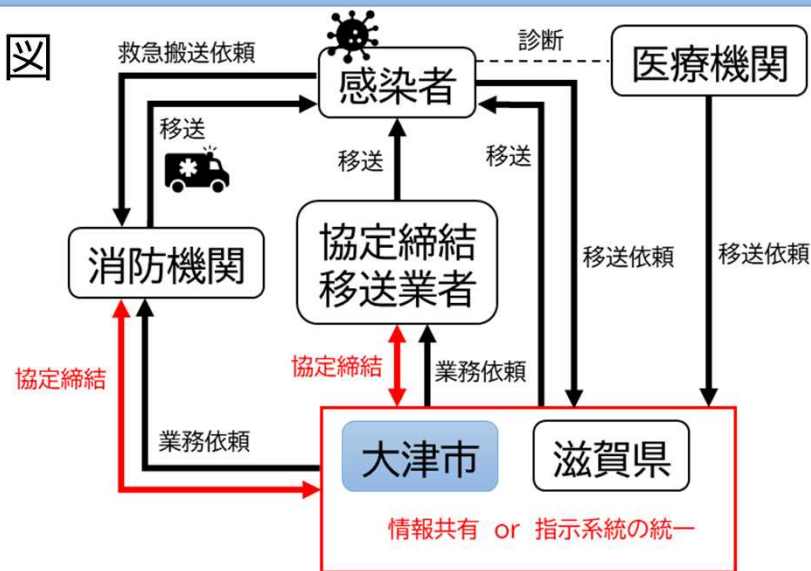 図
救急搬送依頼
感染者
診断
医療機関
移送
移送
移送
消防機関
協定締結
移送業者
移送依頼
移送依頼
協定締結
協定締結
業務依頼
業務依頼
大津市
滋賀県
情報共有 or 指示系統の統一